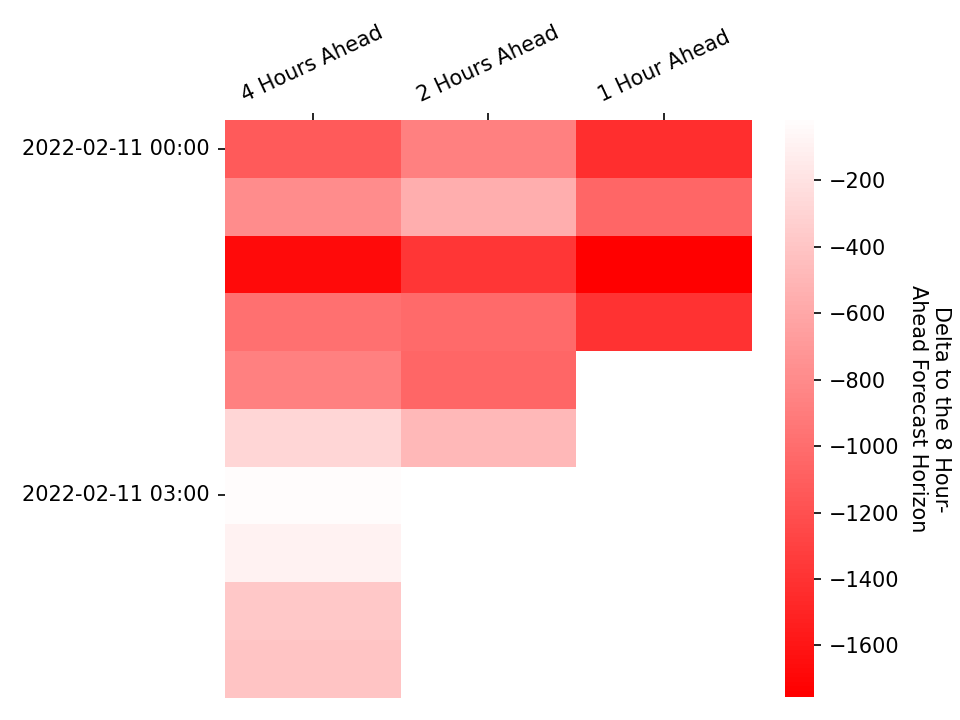 4 Hours Ahead
2 Hours Ahead
1 Hour Ahead
2022-02-11 00:00
2022-02-11 03:00
−200
−400
−600
−800
−1000
−1200
−1400
−1600
Delta to the 8 Hour-
Ahead Forecast Horizon